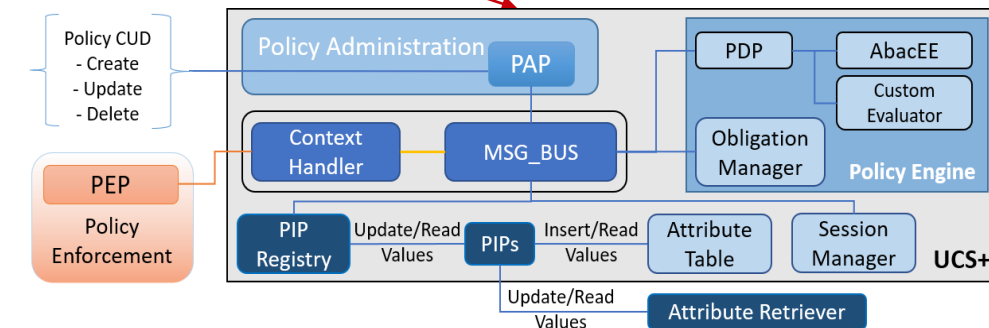 Policy CUD
- Create
- Update
- Delete
Policy Administration
PAP
PDP
AbacEE
Custom
Evaluator
Obligation
Manager
Policy Engine
Context
Handler
MSG_BUS
PEP
Policy
Enforcement
PIP
Registry
Update/Read
Values
PIPs
Insert/Read
Values
Attribute
Table
Session
Manager
UCS+
Update/Read
Values
Attribute Retriever